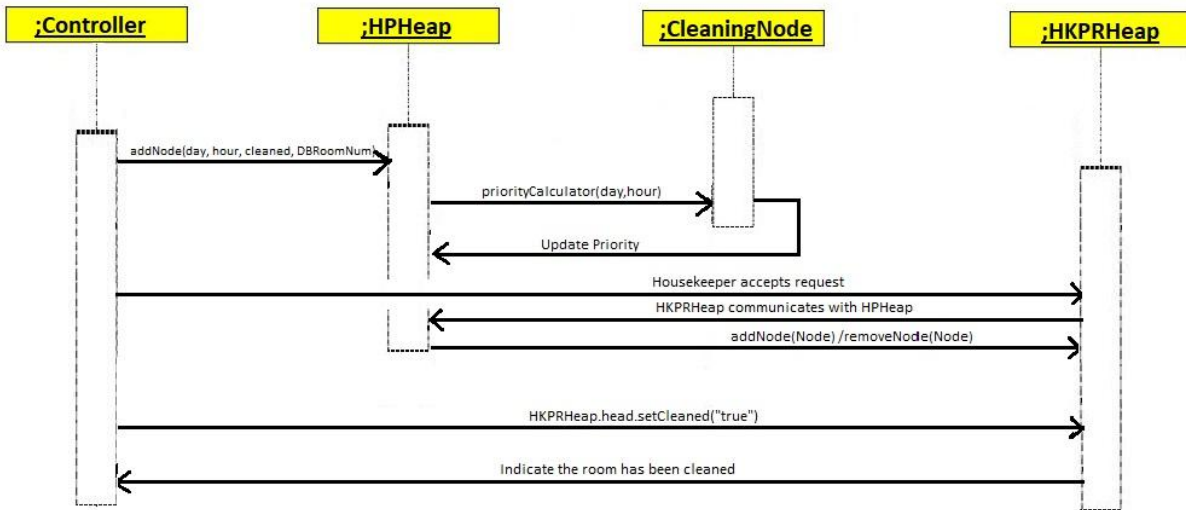 ;Controller
;HPHeap
;CleaningNode
;HKPRHeap
addNode(day, hour, cleaned, DBRoomNum)
priorityCalculator(day,hour)
Update Priority
Housekeeper accepts request
HKPRHeap communicates with HPHeap
addNode(Node) /removeNode(Node)
HKPRHeap.head.setCleaned("true")
Indicate the room has been cleaned